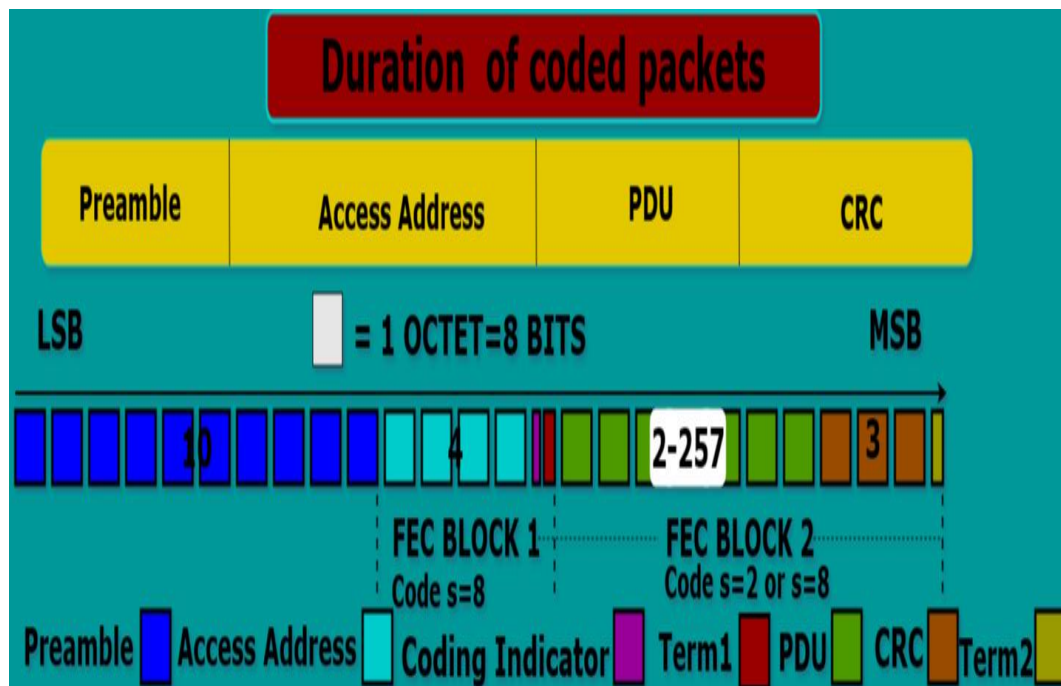 Duration of coded packets
Preamble Access Address PDU CRC
LSB = 1 OCTET=8 BITS MSB
10 4 2-257 3
FEC BLOCK 1 FEC BLOCK 2
Code s=8 Code s=2 or s=8
Preamble Access Address Coding Indicator Term1 PDU CRC Term2